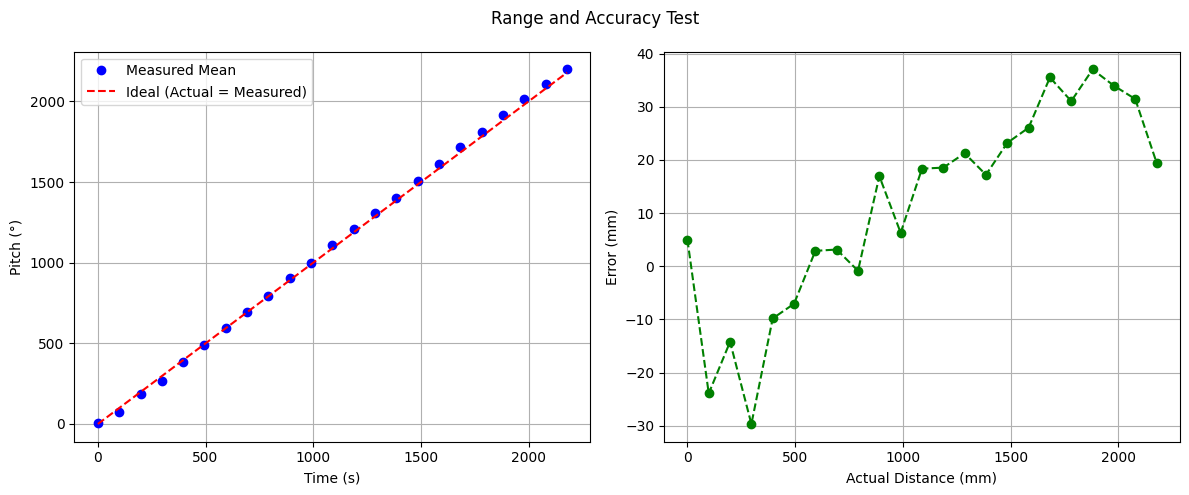 Range and Accuracy Test
Measured Mean
Ideal (Actual = Measured)
2000
1500
1000
500
0
Pitch (°)
0 500 1000 1500 2000
Time (s)
40
30
20
10
0
−10
−20
−30
Error (mm)
0 500 1000 1500 2000
Actual Distance (mm)